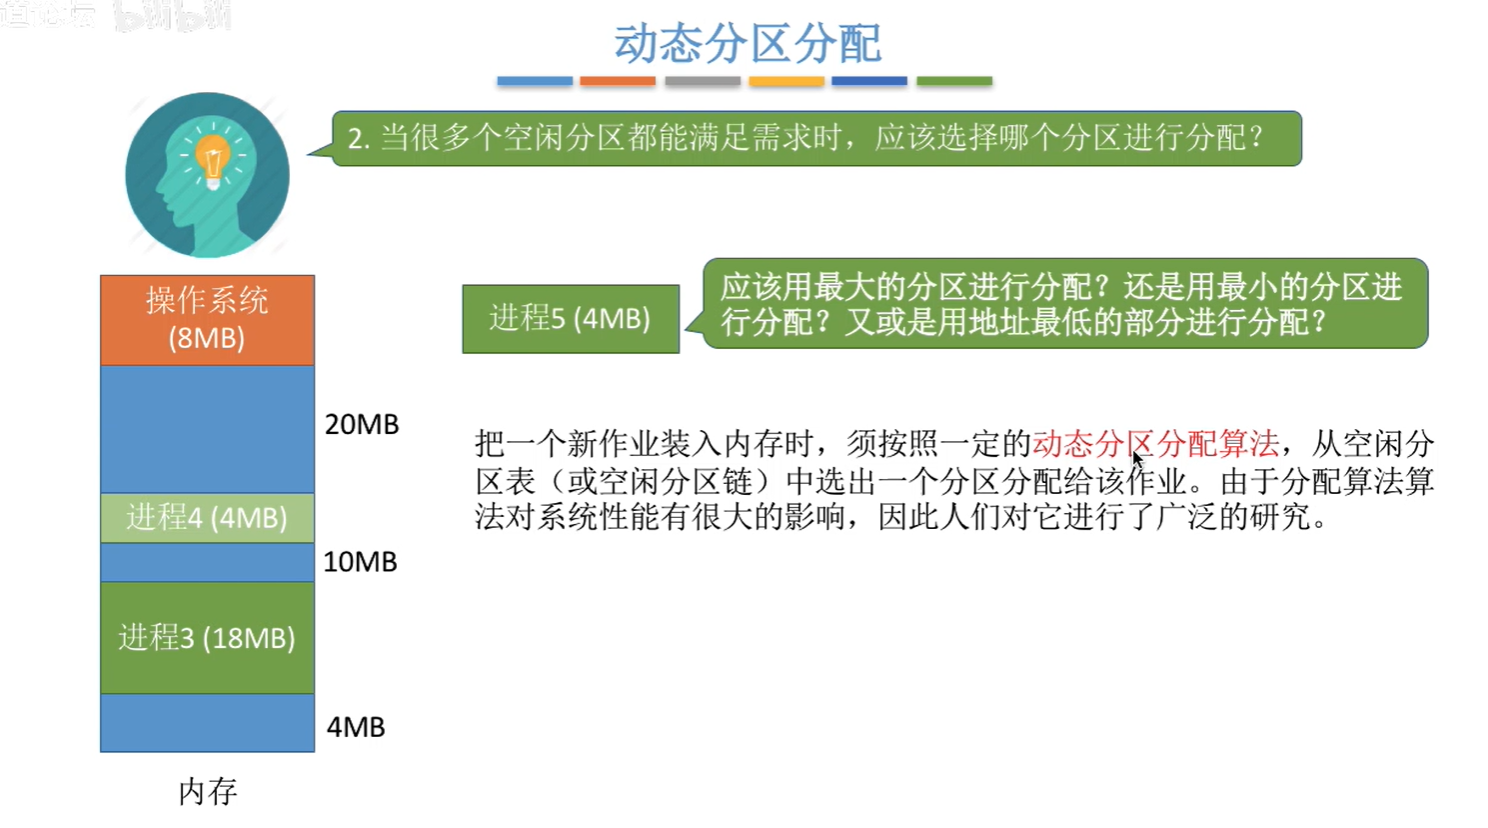 道论坛 bilibili
动态分区分配
2. 当很多个空闲分区都能满足需求时，应该选择哪个分区进行分配？
操作系统
(8MB)
20MB
进程4 (4MB)
10MB
进程3 (18MB)
4MB
内存
进程5 (4MB)
应该用最大的分区进行分配？还是用最小的分区进
行分配？又或是用地址最低的部分进行分配？
把一个新作业装入内存时，须按照一定的动态分区分配算法，从空闲分
区表（或空闲分区链）中选出一个分区分配给该作业。由于分配算法算
法对系统性能有很大的影响，因此人们对它进行了广泛的研究。